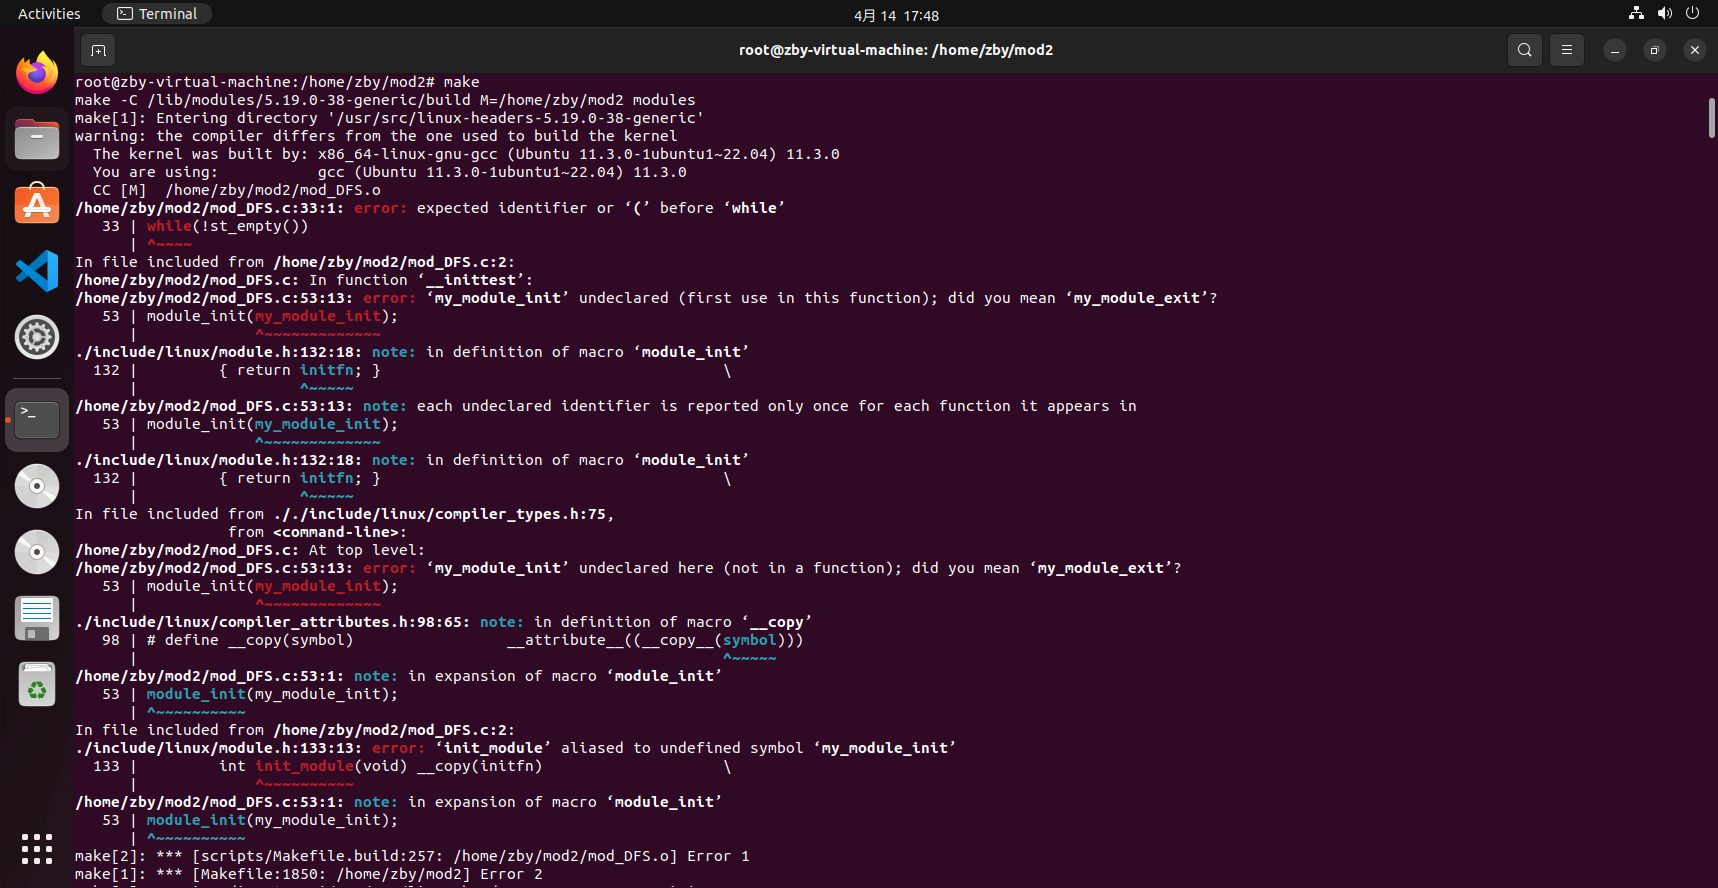 Activities
Terminal
4月 14 17:48
root@zby-virtual-machine: /home/zby/mod2
root@zby-virtual-machine:/home/zby/mod2# make
make -C /lib/modules/5.19.0-38-generic/build M=/home/zby/mod2 modules
make[1]: Entering directory '/usr/src/linux-headers-5.19.0-38-generic'
warning: the compiler differs from the one used to build the kernel
  The kernel was built by: x86_64-linux-gnu-gcc (Ubuntu 11.3.0-1ubuntu1~22.04) 11.3.0
  You are using:           gcc (Ubuntu 11.3.0-1ubuntu1~22.04) 11.3.0
  CC [M]  /home/zby/mod2/mod_DFS.o
/home/zby/mod2/mod_DFS.c:33:1: error: expected identifier or ‘(’ before ‘while’
   33 | while(!st_empty())
      | ^~~~~
In file included from /home/zby/mod2/mod_DFS.c:2:
/home/zby/mod2/mod_DFS.c: In function ‘__inittest’:
/home/zby/mod2/mod_DFS.c:53:13: error: ‘my_module_init’ undeclared (first use in this function); did you mean ‘my_module_exit’?
   53 | module_init(my_module_init);
      |             ^~~~~~~~~~~~~~
./include/linux/module.h:132:18: note: in definition of macro ‘module_init’
  132 |         { return initfn; }                                      \
      |                  ^~~~~~
/home/zby/mod2/mod_DFS.c:53:13: note: each undeclared identifier is reported only once for each function it appears in
   53 | module_init(my_module_init);
      |             ^~~~~~~~~~~~~~
./include/linux/module.h:132:18: note: in definition of macro ‘module_init’
  132 |         { return initfn; }                                      \
      |                  ^~~~~~
In file included from ././include/linux/compiler_types.h:75,
                 from <command-line>:
/home/zby/mod2/mod_DFS.c: At top level:
/home/zby/mod2/mod_DFS.c:53:13: error: ‘my_module_init’ undeclared here (not in a function); did you mean ‘my_module_exit’?
   53 | module_init(my_module_init);
      |             ^~~~~~~~~~~~~~
./include/linux/compiler_attributes.h:98:65: note: in definition of macro ‘__copy’
   98 | # define __copy(symbol)                 __attribute__((__copy__(symbol)))
      |                                                                 ^~~~~~
/home/zby/mod2/mod_DFS.c:53:1: note: in expansion of macro ‘module_init’
   53 | module_init(my_module_init);
      | ^~~~~~~~~~~
In file included from /home/zby/mod2/mod_DFS.c:2:
./include/linux/module.h:133:13: error: ‘init_module’ aliased to undefined symbol ‘my_module_init’
  133 |         int init_module(void) __copy(initfn)                    \
      |             ^~~~~~~~~~~
/home/zby/mod2/mod_DFS.c:53:1: note: in expansion of macro ‘module_init’
   53 | module_init(my_module_init);
      | ^~~~~~~~~~~
make[2]: *** [scripts/Makefile.build:257: /home/zby/mod2/mod_DFS.o] Error 1
make[1]: *** [Makefile:1850: /home/zby/mod2] Error 2